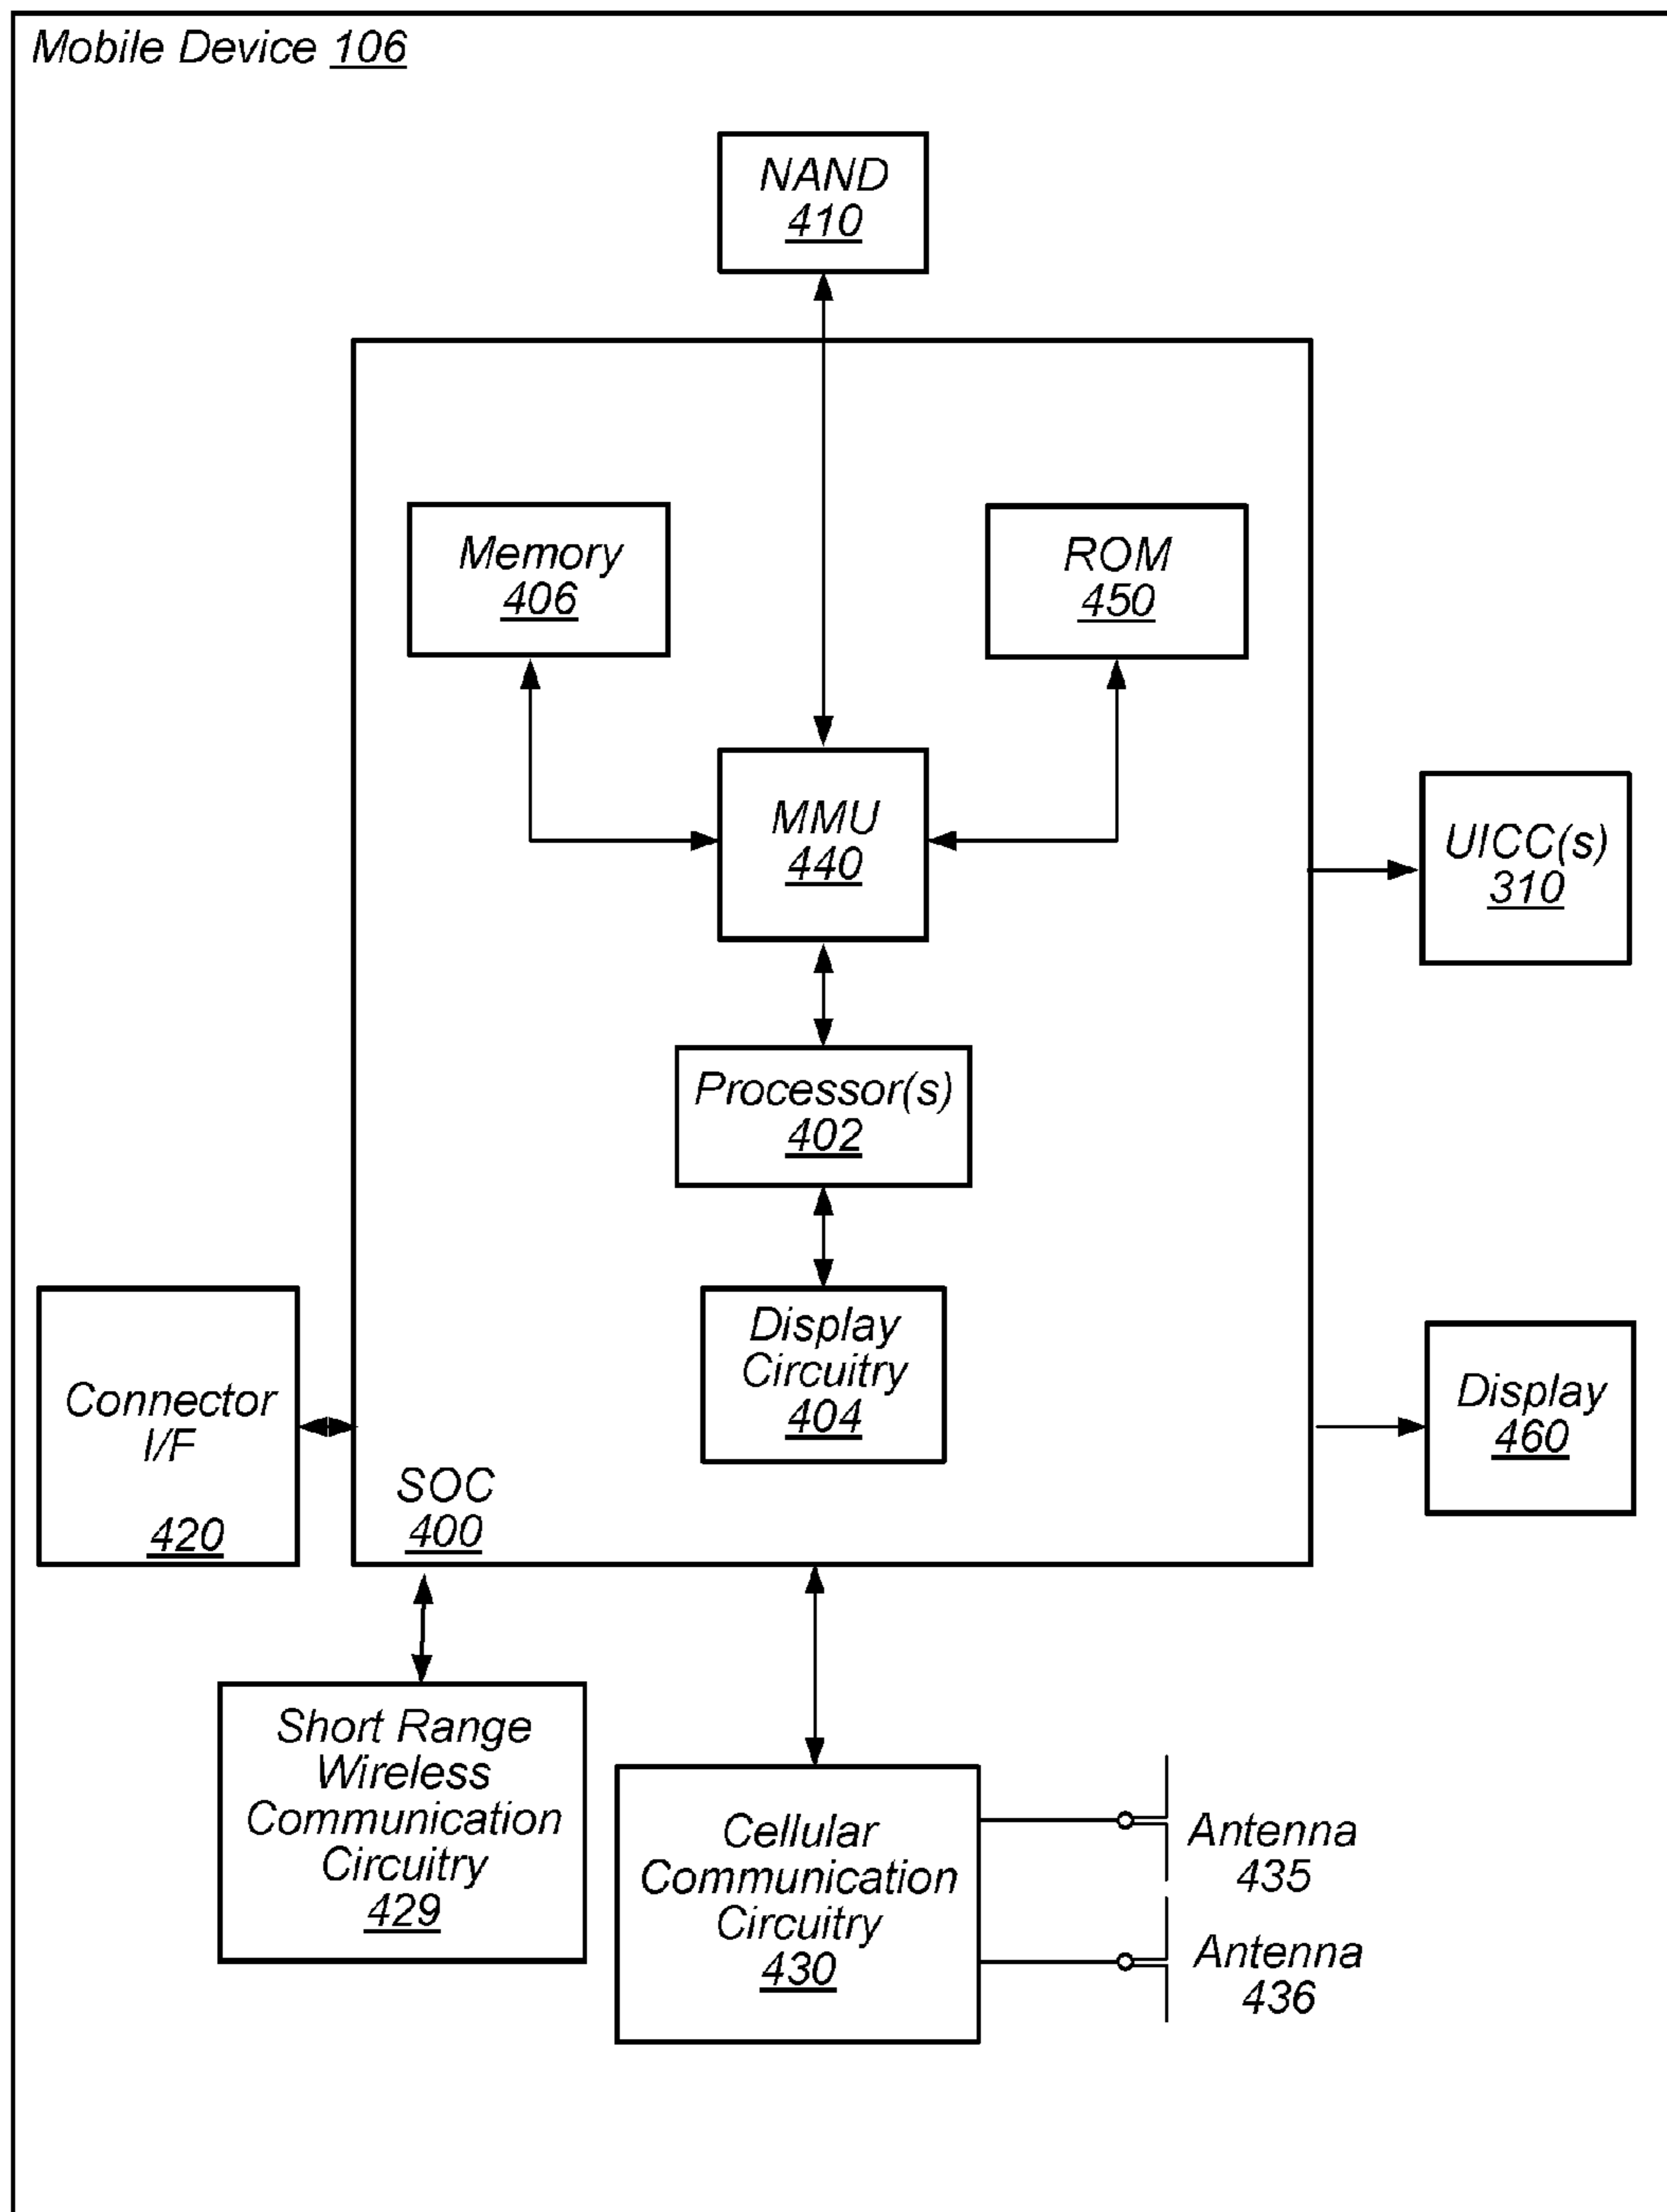 Mobile Device 106
NAND
410
Memory
406
ROM
450
MMU
440
UICC(s)
310
Processor(s)
402
Display
Circuitry
404
Connector
I/F
420
Display
460
SOC
400
Short Range
Wireless
Communication
Circuitry
429
Cellular
Communication
Circuitry
430
Antenna
435
Antenna
436